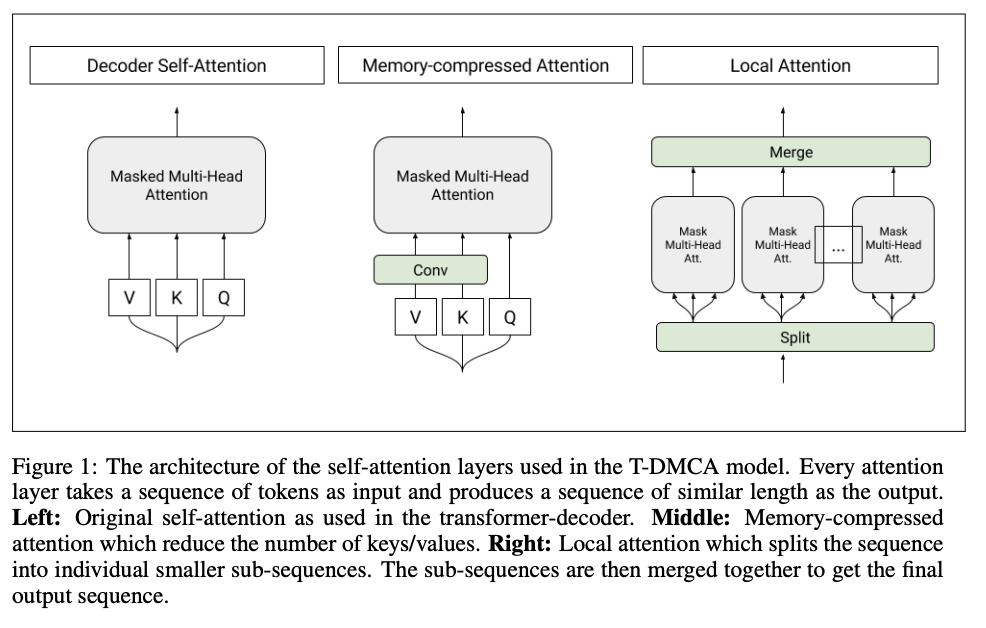 Decoder Self-Attention
Memory-compressed Attention
Local Attention
Masked Multi-Head
Attention
V K Q
Masked Multi-Head
Attention
Conv
V K Q
Merge
Mask
Multi-Head
Att.
Mask
Multi-Head
Att.
...
Mask
Multi-Head
Att.
Split
Figure 1: The architecture of the self-attention layers used in the T-DMCA model. Every attention
layer takes a sequence of tokens as input and produces a sequence of similar length as the output.
Left: Original self-attention as used in the transformer-decoder. Middle: Memory-compressed
attention which reduce the number of keys/values. Right: Local attention which splits the sequence
into individual smaller sub-sequences. The sub-sequences are then merged together to get the final
output sequence.